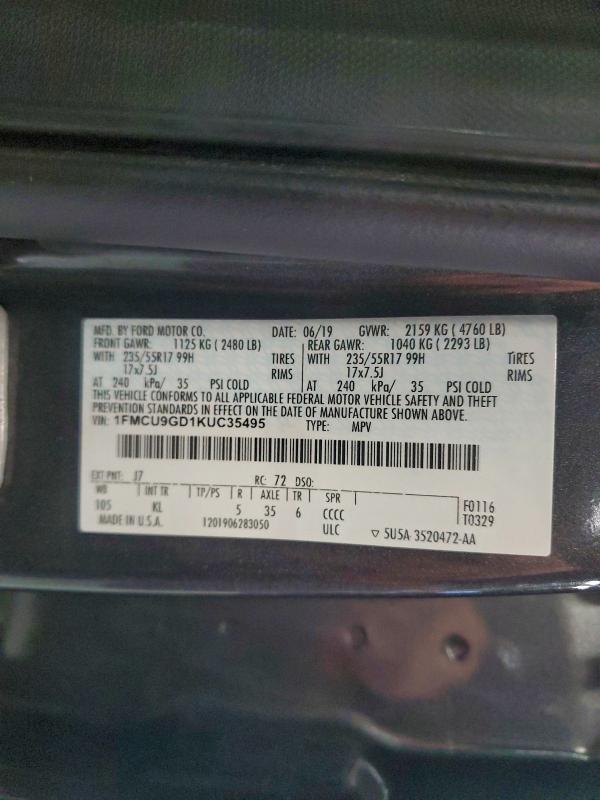 MFD. BY FORD MOTOR CO. DATE: 06/19 GVWR: 2159 KG ( 4760 LB)
FRONT GAWR: 1125 KG ( 2480 LB) REAR GAWR: 1040 KG ( 2293 LB)
WITH 235/55R17 99H TIRES WITH 235/55R17 99H TIRES
17x7.5J RIMS 17x7.5J RIMS
AT 240 kPa/ 35 PSI COLD AT 240 kPa/ 35 PSI COLD
THIS VEHICLE CONFORMS TO ALL APPLICABLE FEDERAL MOTOR VEHICLE SAFETY AND THEFT
PREVENTION STANDARDS IN EFFECT ON THE DATE OF MANUFACTURE SHOWN ABOVE.
VIN: 1FMCU9GD1KUC35495 TYPE: MPV
EXT PNT: J7 RC: 72 DSO:
WB INT TR TP/PS R AXLE TR SPR
105 KL 5 35 6 CCCC
F0116
T0329
MADE IN U.S.A. 1201906283050 ULC ▽ 5U5A-3520472-AA